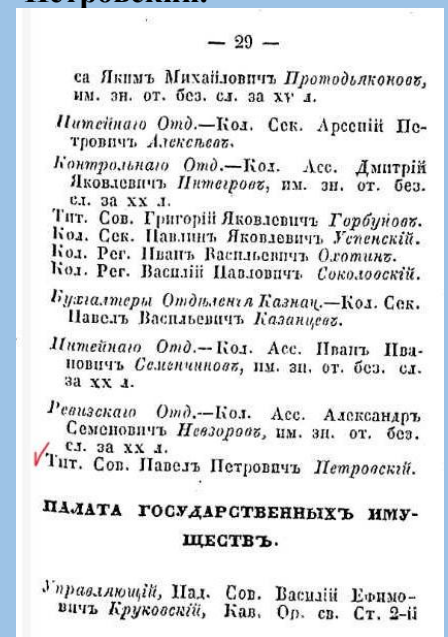 Петровский.
— 29 —
са Якимъ Михайловичъ Протодьяконовъ,
им. зн. от. без. сл. за xv л.
Питейнаго Отд.—Кол. Сек. Арсеній Пе-
тровичъ Алексѣевъ.
Контрольнаго Отд.—Кол. Асс. Дмитрій
Яковлевичъ Интегровъ, им. зн. от. без.
сл. за xx л.
Тит. Сов. Григорій Яковлевичъ Горбуновъ.
Кол. Сек. Павлинъ Яковлевичъ Успенскій.
Кол. Рег. Иванъ Васильевичъ Охотинъ.
Кол. Рег. Василій Павловичъ Соколовскій.
Бухгалтеры Отдѣленія Казнач.—Кол. Сек.
Павелъ Васильевичъ Казанцевъ.
Питейнаго Отд.—Кол. Асс. Иванъ Ива-
новичъ Семенчиновъ, им. зн. от. без. сл.
за xx л.
Ревизскаго Отд.—Кол. Асс. Александръ
Семеновичъ Невзоровъ, им. зн. от. без.
сл. за xx л.
Тит. Сов. Павелъ Петровичъ Петровскій.
ПАЛАТА ГОСУДАРСТВЕННЫХЪ ИМУ-
ЩЕСТВЪ.
Управляющій, Над. Сов. Василій Ефимо-
вичъ Круковскій, Кав. Ор. св. Ст. 2-й